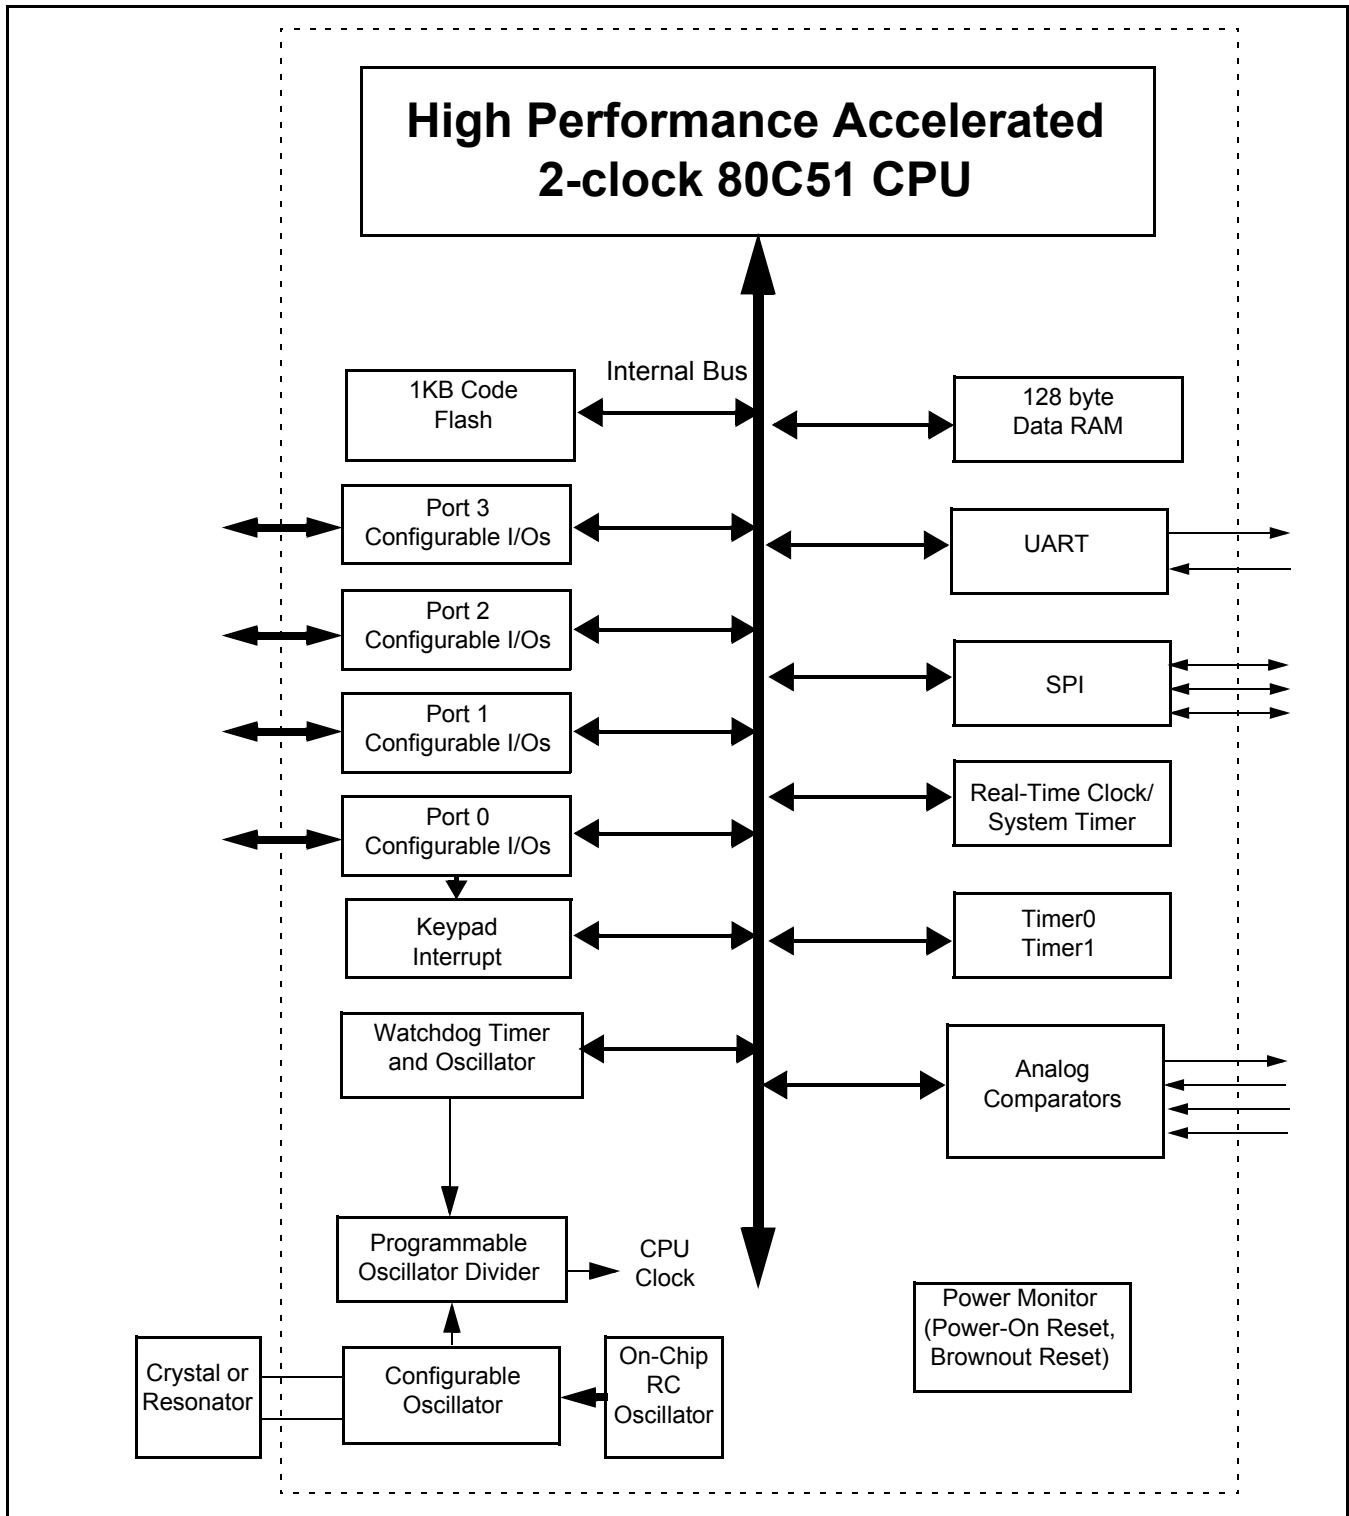 High Performance Accelerated
2-clock 80C51 CPU
Internal Bus
1KB Code
Flash
128 byte
Data RAM
Port 3
Configurable I/Os
UART
Port 2
Configurable I/Os
SPI
Port 1
Configurable I/Os
Real-Time Clock/
System Timer
Port 0
Configurable I/Os
Keypad
Interrupt
Timer0
Timer1
Watchdog Timer
and Oscillator
Analog
Comparators
Programmable
Oscillator Divider
CPU
Clock
Power Monitor
(Power-On Reset,
Brownout Reset)
Crystal or
Resonator
Configurable
Oscillator
On-Chip
RC
Oscillator